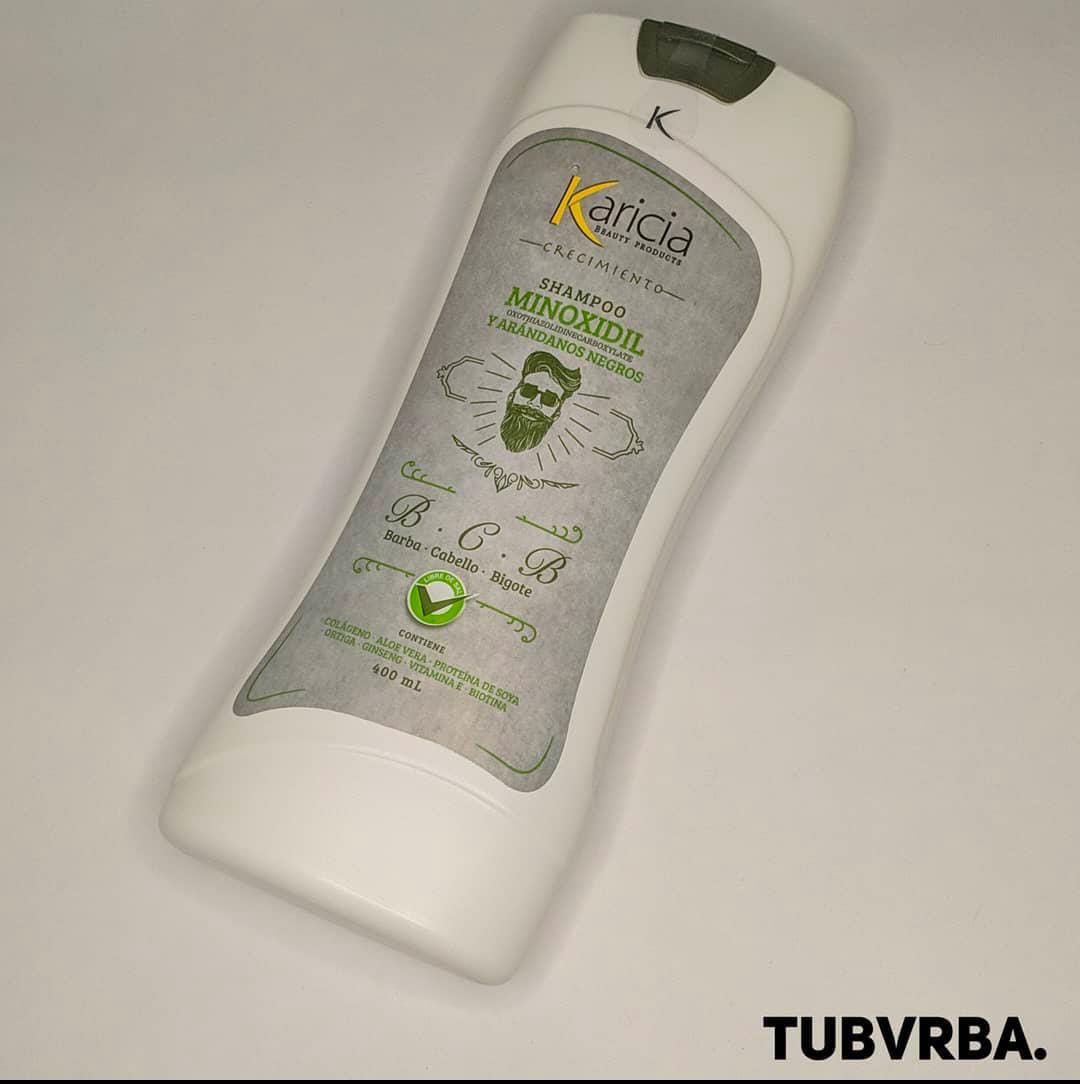 K
Karicia
BEAUTY PRODUCTS
CRECIMIENTO
SHAMPOO
MINOXIDIL
OXOTHIAZOLIDINECARBOXYLATE
Y ARÁNDANOS NEGROS
B · C · B
Barba · Cabello · Bigote
LIBRE DE SAL
CONTIENE
·COLÁGENO · ALOE VERA · PROTEÍNA DE SOYA
·ORTIGA · GINSENG · VITAMINA E · BIOTINA
400 mL
TUBVRBA.